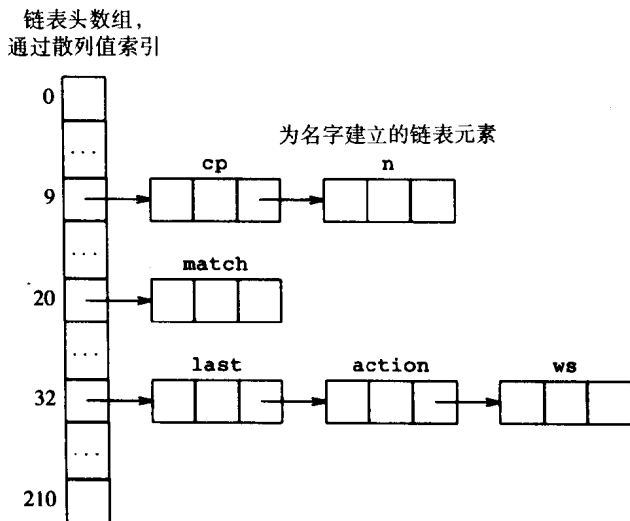 链表头数组，
通过散列值索引
0
...
为名字建立的链表元素
cp n
9
...
match
20
...
last action ws
32
...
210